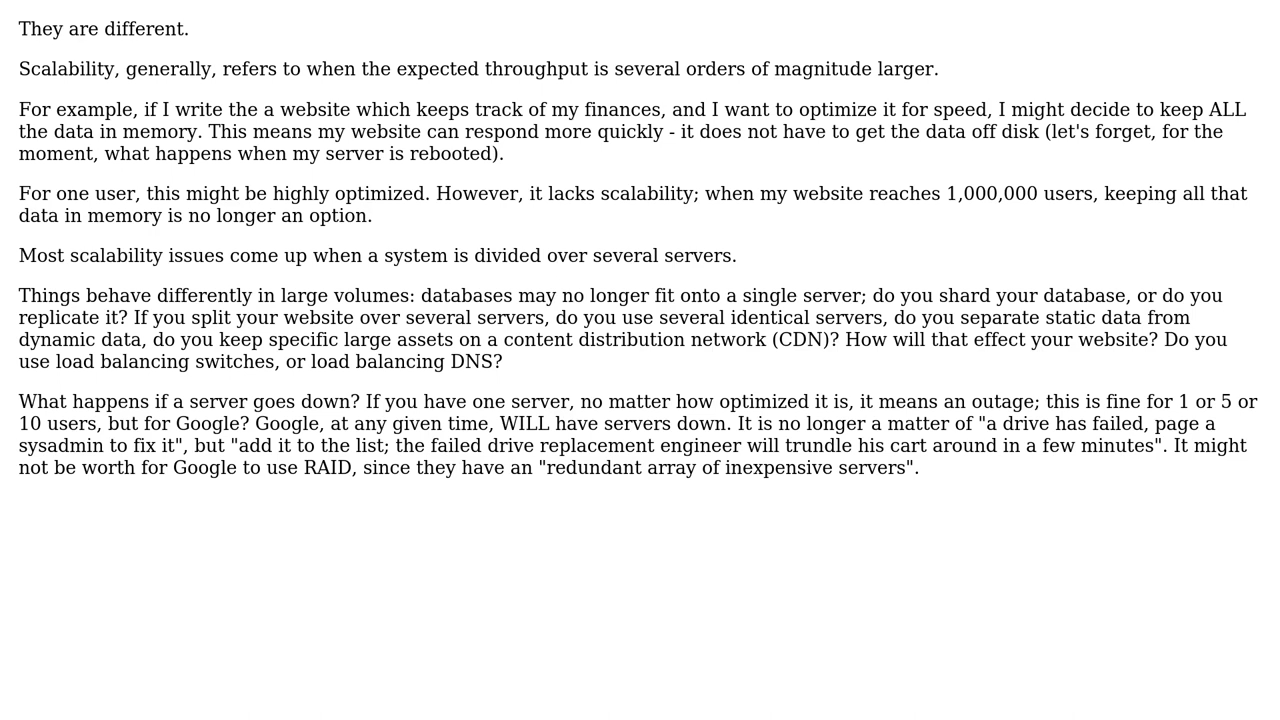 They are different.
Scalability, generally, refers to when the expected throughput is several orders of magnitude larger.
For example, if I write the a website which keeps track of my finances, and I want to optimize it for speed, I might decide to keep ALL
the data in memory. This means my website can respond more quickly - it does not have to get the data off disk (let's forget, for the
moment, what happens when my server is rebooted).
For one user, this might be highly optimized. However, it lacks scalability; when my website reaches 1,000,000 users, keeping all that
data in memory is no longer an option.
Most scalability issues come up when a system is divided over several servers.
Things behave differently in large volumes: databases may no longer fit onto a single server; do you shard your database, or do you
replicate it? If you split your website over several servers, do you use several identical servers, do you separate static data from
dynamic data, do you keep specific large assets on a content distribution network (CDN)? How will that effect your website? Do you
use load balancing switches, or load balancing DNS?
What happens if a server goes down? If you have one server, no matter how optimized it is, it means an outage; this is fine for 1 or 5 or
10 users, but for Google? Google, at any given time, WILL have servers down. It is no longer a matter of "a drive has failed, page a
sysadmin to fix it", but "add it to the list; the failed drive replacement engineer will trundle his cart around in a few minutes". It might
not be worth for Google to use RAID, since they have an "redundant array of inexpensive servers".